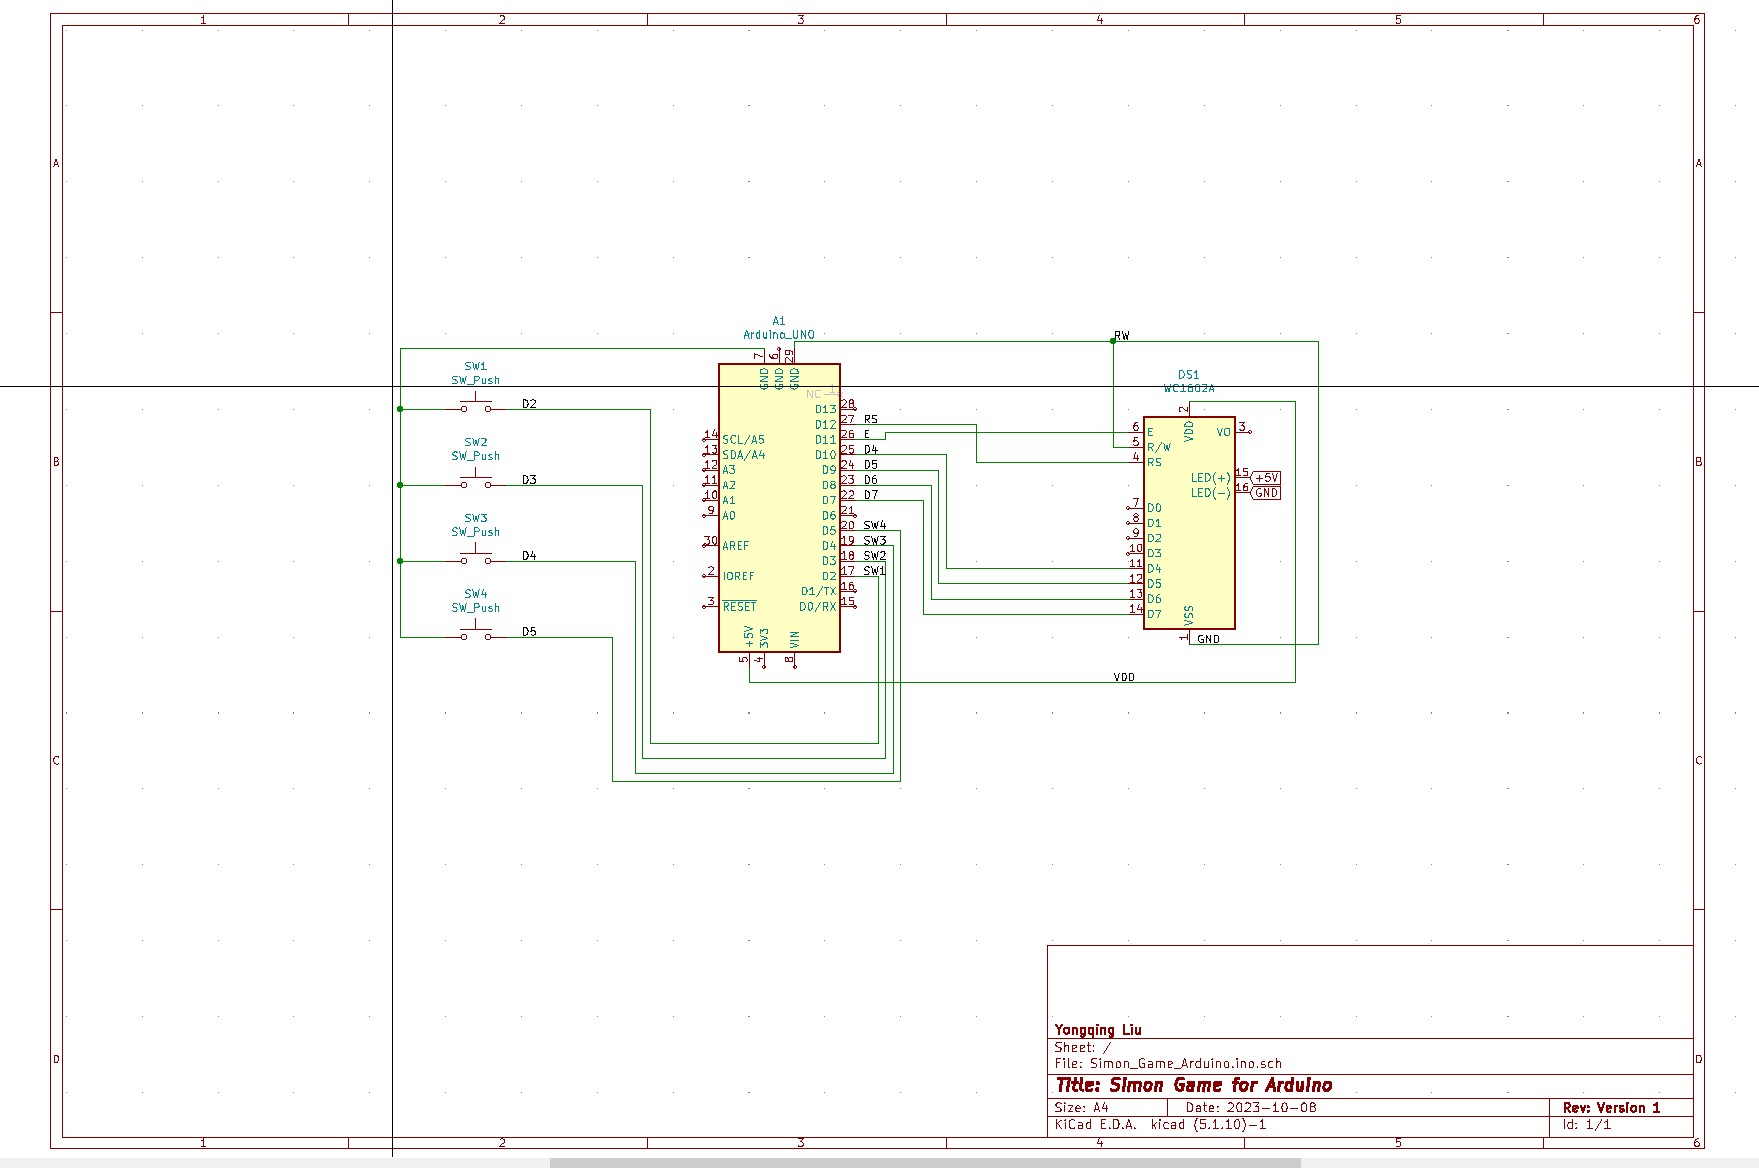 1 2 3 4 5 6
A A
B B
C C
D D
A1
Arduino_UNO
7 6 29
GND GND GND
NC 1
D13 28
D12 27 RS
D11 26 E
D10 25 D4
D9 24 D5
D8 23 D6
D7 22 D7
D6 21
D5 20 SW4
D4 19 SW3
D3 18 SW2
D2 17 SW1
D1/TX 16
D0/RX 15
14 SCL/A5
13 SDA/A4
12 A3
11 A2
10 A1
9 A0
30 AREF
2 IOREF
3 RESET
+5V 3V3 VIN
5 4 8
SW1
SW_Push
D2
SW2
SW_Push
D3
SW3
SW_Push
D4
SW4
SW_Push
D5
RW
DS1
WC1602A
2
VDD
6 E
5 R/W
4 RS
VO 3
LED(+) 15 +5V
LED(-) 16 GND
7 D0
8 D1
9 D2
10 D3
11 D4
12 D5
13 D6
14 D7
VSS
1 GND
VDD
Yongqing Liu
Sheet: /
File: Simon_Game_Arduino.ino.sch
Title: Simon Game for Arduino
Size: A4 Date: 2023-10-08 Rev: Version 1
KiCad E.D.A. kicad (5.1.10)-1 Id: 1/1
1 2 3 4 5 6